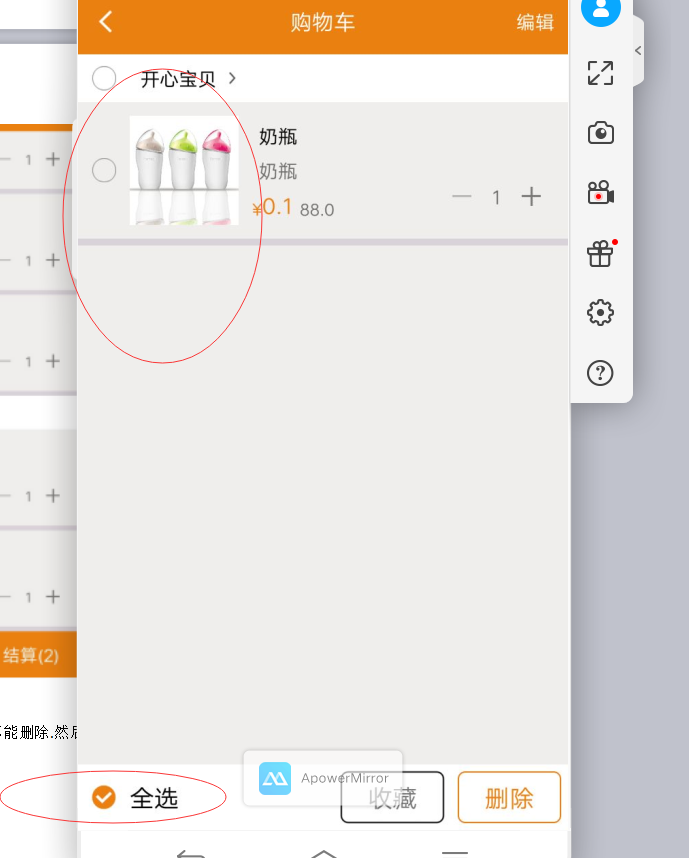 购物车
编辑
开心宝贝
奶瓶
奶瓶
¥0.1 88.0
1
1
1
1
1
1
结算(2)
能删除.然后
ApowerMirror
全选
收藏
删除